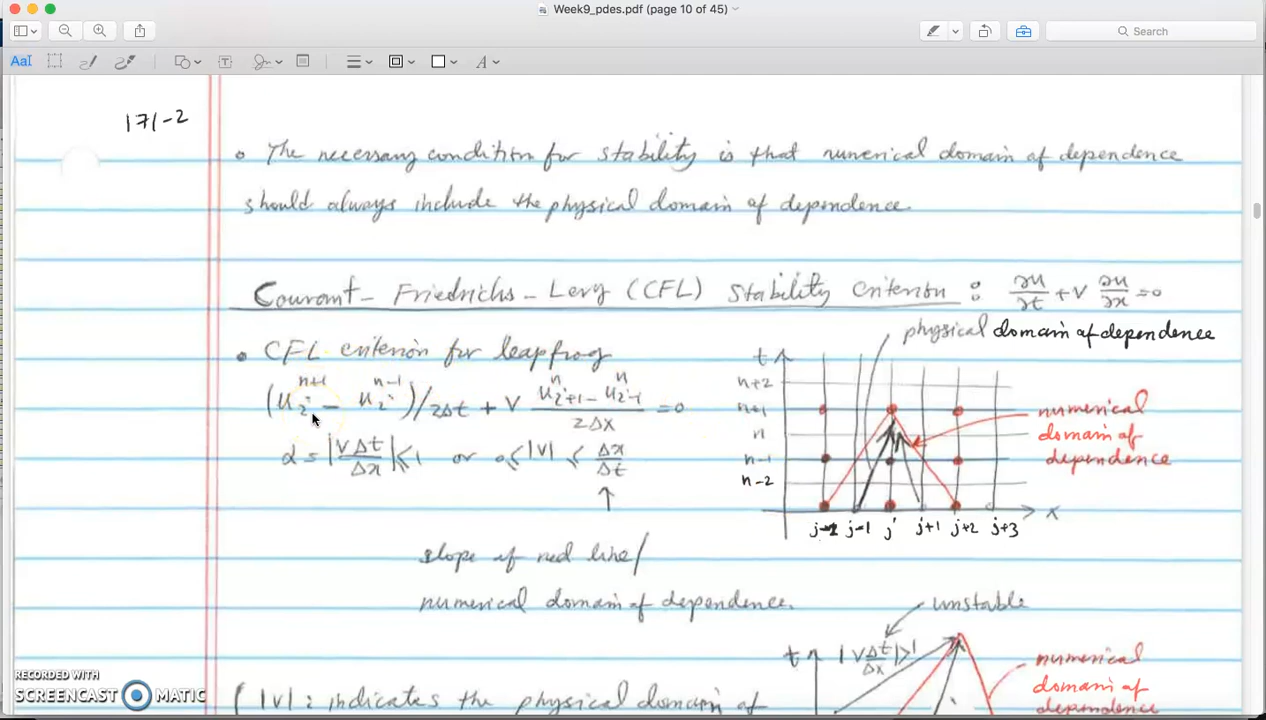 Week9_pdes.pdf (page 10 of 45)
Search
AaI
171-2
• The necessary condition for stability is that numerical domain of dependence
should always include the physical domain of dependence.
Courant-Friedrichs-Levy (CFL) Stability Criterion : ∂u/∂t + V ∂u/∂x = 0
• CFL criterion for leapfrog
(u_j^{n+1} - u_j^{n-1})/2Δt + V (u_{j+1}^n - u_{j-1}^n)/2Δx = 0
α = |VΔt/Δx| ≤ 1 or 0 ≤ |V| ≤ Δx/Δt
↑
slope of red line/
numerical domain of dependence.
physical domain of dependence
t
n+2
n+1
n
n-1
n-2
j-2 j-1 j j+1 j+2 j+3 x
numerical
domain of
dependence
unstable
t
|VΔt/Δx|>1
numerical
domain of
dependence
(|V| : indicates the physical domain of
RECORDED WITH
SCREENCAST MATIC